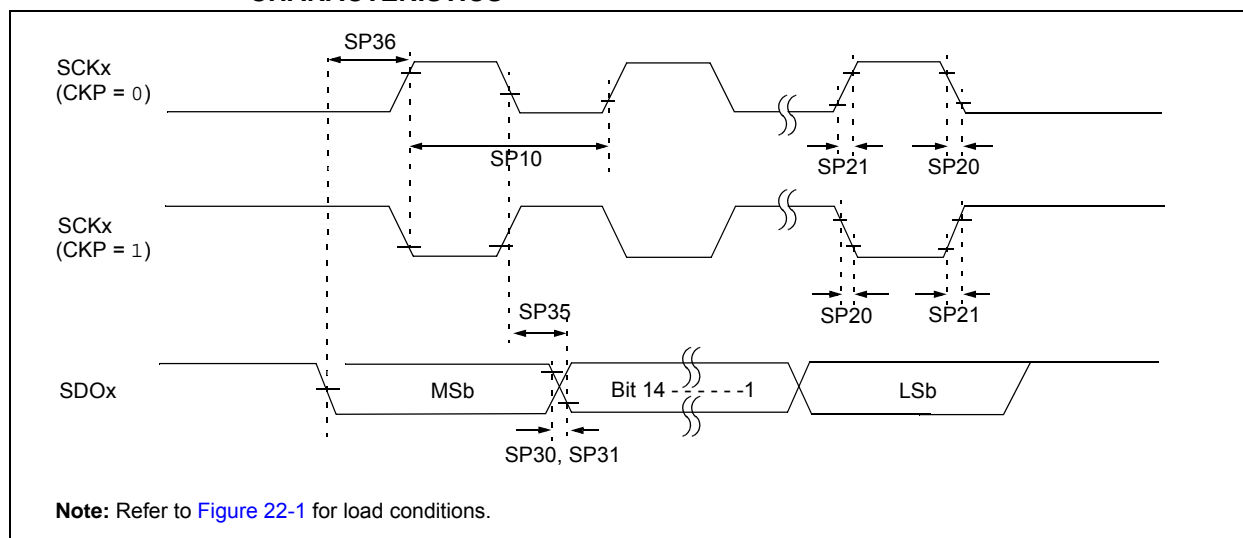 CHARACTERISTICS
SP36
SCKx
(CKP = 0)
SP10
SP21
SP20
SCKx
(CKP = 1)
SP35
SP20
SP21
SDOx
MSb
Bit 14 - - - - - -1
LSb
SP30, SP31
Note: Refer to Figure 22-1 for load conditions.